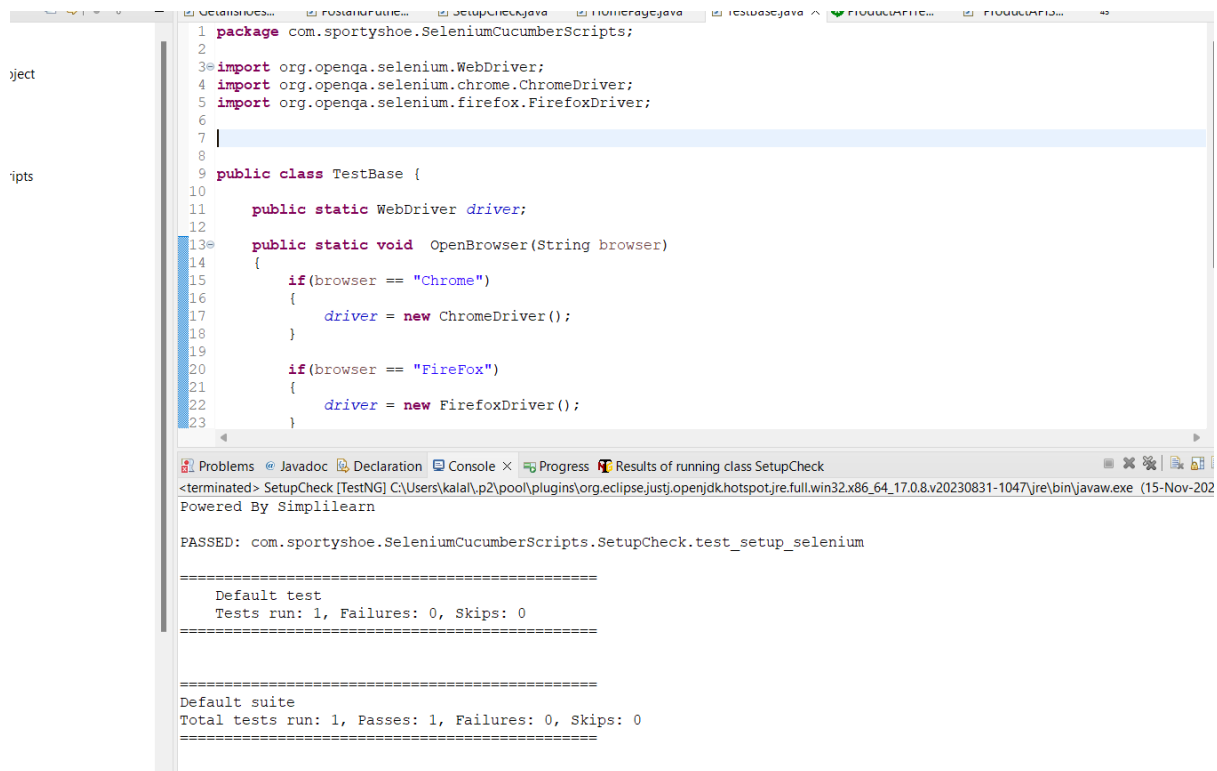 SetupCheck.java
HomePage.java
TestBase.java
oject
ripts
1 package com.sportyshoe.SeleniumCucumberScripts;
2
3 import org.openqa.selenium.WebDriver;
4 import org.openqa.selenium.chrome.ChromeDriver;
5 import org.openqa.selenium.firefox.FirefoxDriver;
6
7
8
9 public class TestBase {
10
11 public static WebDriver driver;
12
13 public static void OpenBrowser(String browser)
14 {
15 if(browser == "Chrome")
16 {
17 driver = new ChromeDriver();
18 }
19
20 if(browser == "FireFox")
21 {
22 driver = new FirefoxDriver();
23 }
Problems @ Javadoc Declaration Console × Progress Results of running class SetupCheck
<terminated> SetupCheck [TestNG] C:\Users\kalal\.p2\pool\plugins\org.eclipse.justj.openjdk.hotspot.jre.full.win32.x86_64_17.0.8.v20230831-1047\jre\bin\javaw.exe (15-Nov-202
Powered By Simplilearn
PASSED: com.sportyshoe.SeleniumCucumberScripts.SetupCheck.test_setup_selenium
===============================================
Default test
Tests run: 1, Failures: 0, Skips: 0
===============================================
===============================================
Default suite
Total tests run: 1, Passes: 1, Failures: 0, Skips: 0
===============================================